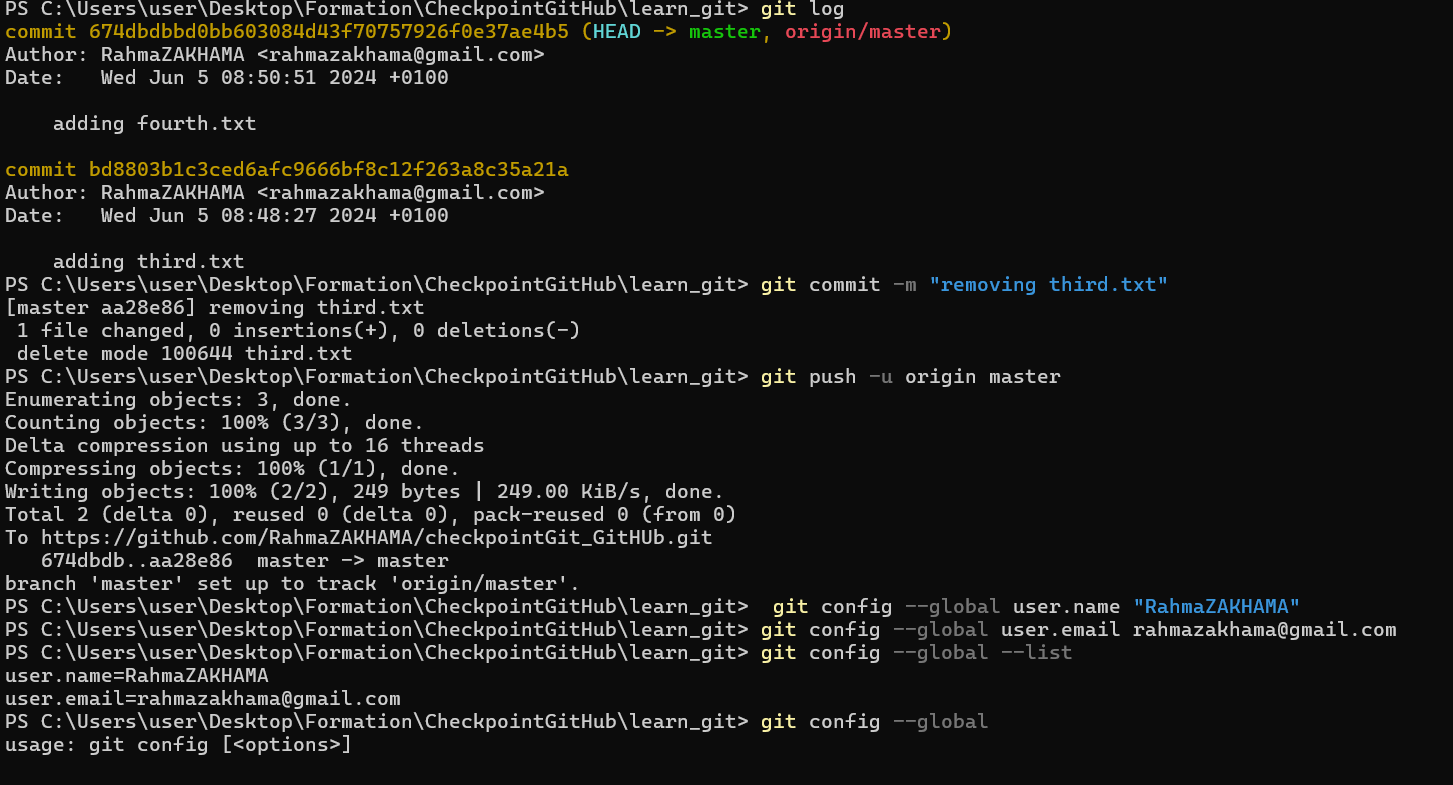 PS C:\Users\user\Desktop\Formation\CheckpointGitHub\learn_git> git log
commit 674dbdbbd0bb603084d43f70757926f0e37ae4b5 (HEAD -> master, origin/master)
Author: RahmaZAKHAMA <rahmazakhama@gmail.com>
Date:   Wed Jun 5 08:50:51 2024 +0100

    adding fourth.txt

commit bd8803b1c3ced6afc9666bf8c12f263a8c35a21a
Author: RahmaZAKHAMA <rahmazakhama@gmail.com>
Date:   Wed Jun 5 08:48:27 2024 +0100

    adding third.txt
PS C:\Users\user\Desktop\Formation\CheckpointGitHub\learn_git> git commit -m "removing third.txt"
[master aa28e86] removing third.txt
 1 file changed, 0 insertions(+), 0 deletions(-)
 delete mode 100644 third.txt
PS C:\Users\user\Desktop\Formation\CheckpointGitHub\learn_git> git push -u origin master
Enumerating objects: 3, done.
Counting objects: 100% (3/3), done.
Delta compression using up to 16 threads
Compressing objects: 100% (1/1), done.
Writing objects: 100% (2/2), 249 bytes | 249.00 KiB/s, done.
Total 2 (delta 0), reused 0 (delta 0), pack-reused 0 (from 0)
To https://github.com/RahmaZAKHAMA/checkpointGit_GitHUb.git
   674dbdb..aa28e86  master -> master
branch 'master' set up to track 'origin/master'.
PS C:\Users\user\Desktop\Formation\CheckpointGitHub\learn_git>  git config --global user.name "RahmaZAKHAMA"
PS C:\Users\user\Desktop\Formation\CheckpointGitHub\learn_git> git config --global user.email rahmazakhama@gmail.com
PS C:\Users\user\Desktop\Formation\CheckpointGitHub\learn_git> git config --global --list
user.name=RahmaZAKHAMA
user.email=rahmazakhama@gmail.com
PS C:\Users\user\Desktop\Formation\CheckpointGitHub\learn_git> git config --global
usage: git config [<options>]